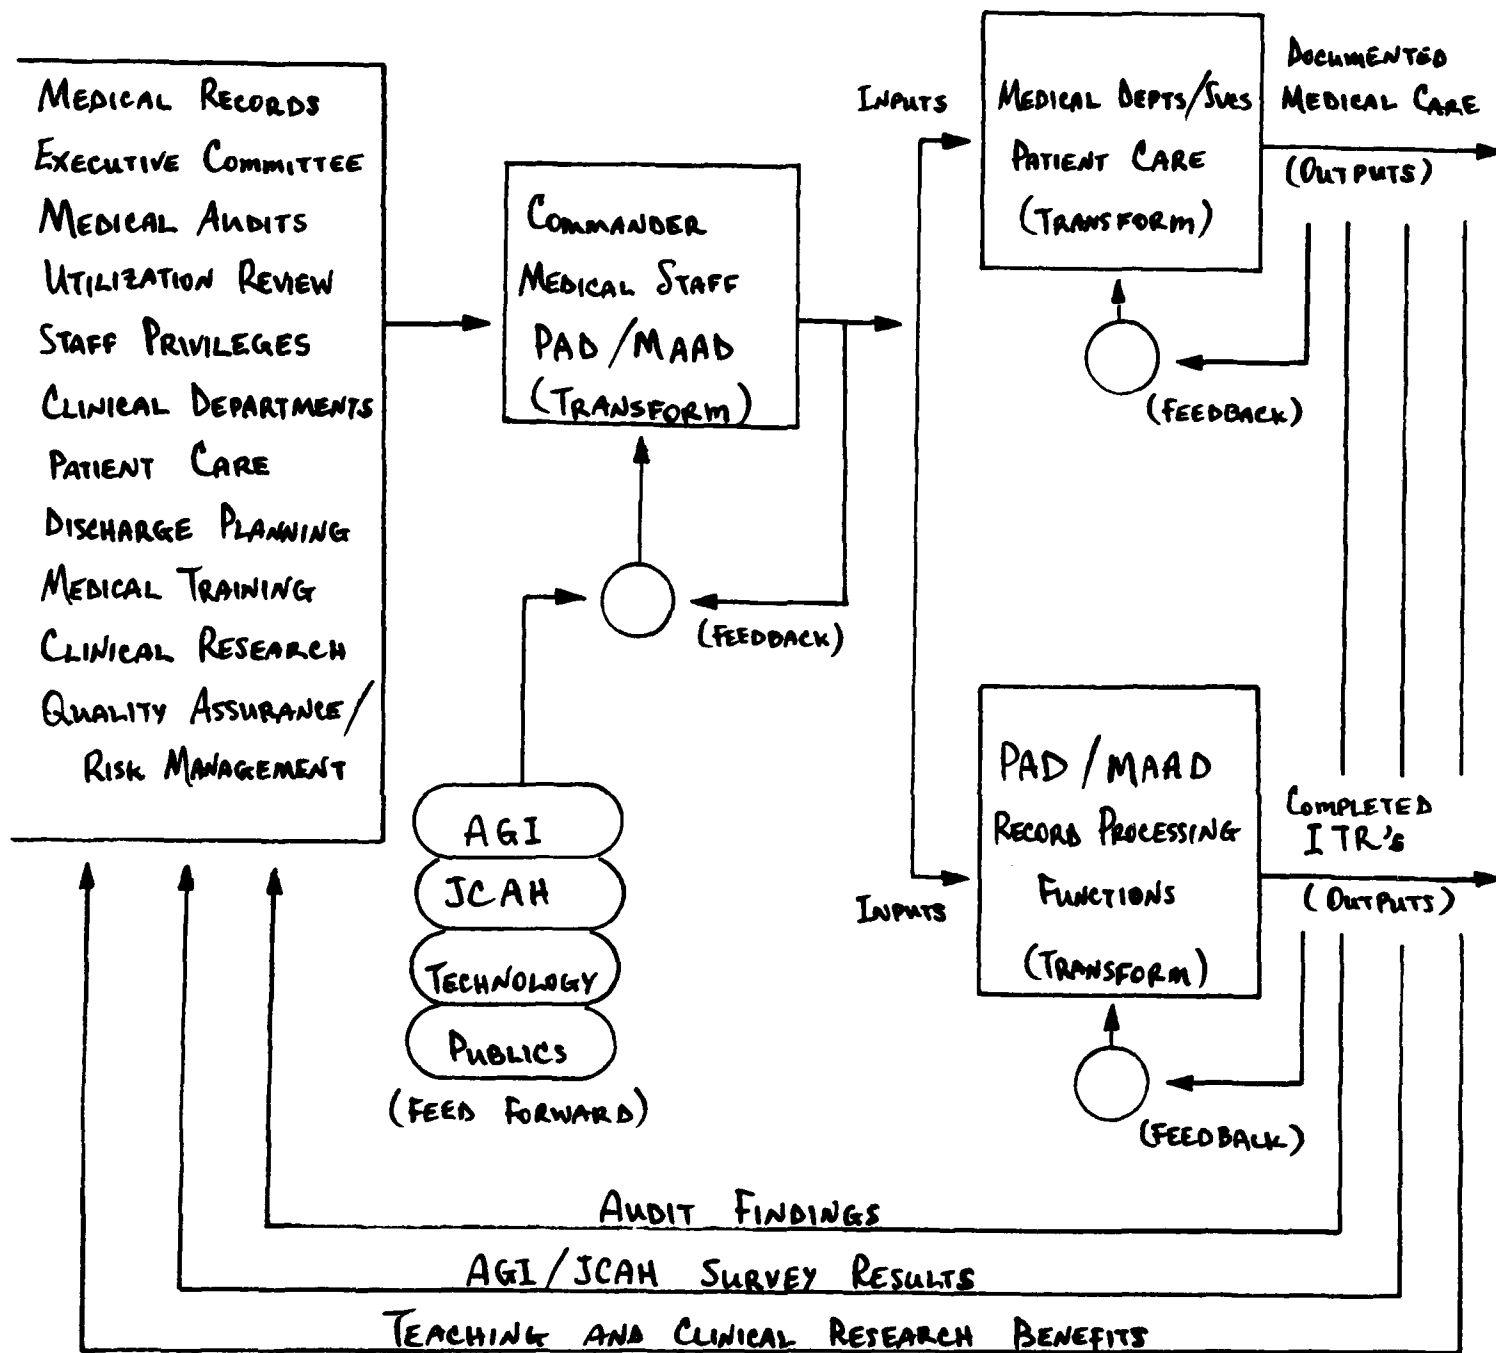 MEDICAL RECORDS
EXECUTIVE COMMITTEE
MEDICAL AUDITS
UTILIZATION REVIEW
STAFF PRIVILEGES
CLINICAL DEPARTMENTS
PATIENT CARE
DISCHARGE PLANNING
MEDICAL TRAINING
CLINICAL RESEARCH
QUALITY ASSURANCE/
RISK MANAGEMENT
COMMANDER
MEDICAL STAFF
PAD/MAAD
(TRANSFORM)
(FEEDBACK)
AGI
JCAH
TECHNOLOGY
PUBLICS
(FEED FORWARD)
INPUTS
MEDICAL DEPTS/SVCS
PATIENT CARE
(TRANSFORM)
DOCUMENTED
MEDICAL CARE
(OUTPUTS)
(FEEDBACK)
INPUTS
PAD/MAAD
RECORD PROCESSING
FUNCTIONS
(TRANSFORM)
COMPLETED
ITR's
(OUTPUTS)
(FEEDBACK)
AUDIT FINDINGS
AGI/JCAH SURVEY RESULTS
TEACHING AND CLINICAL RESEARCH BENEFITS